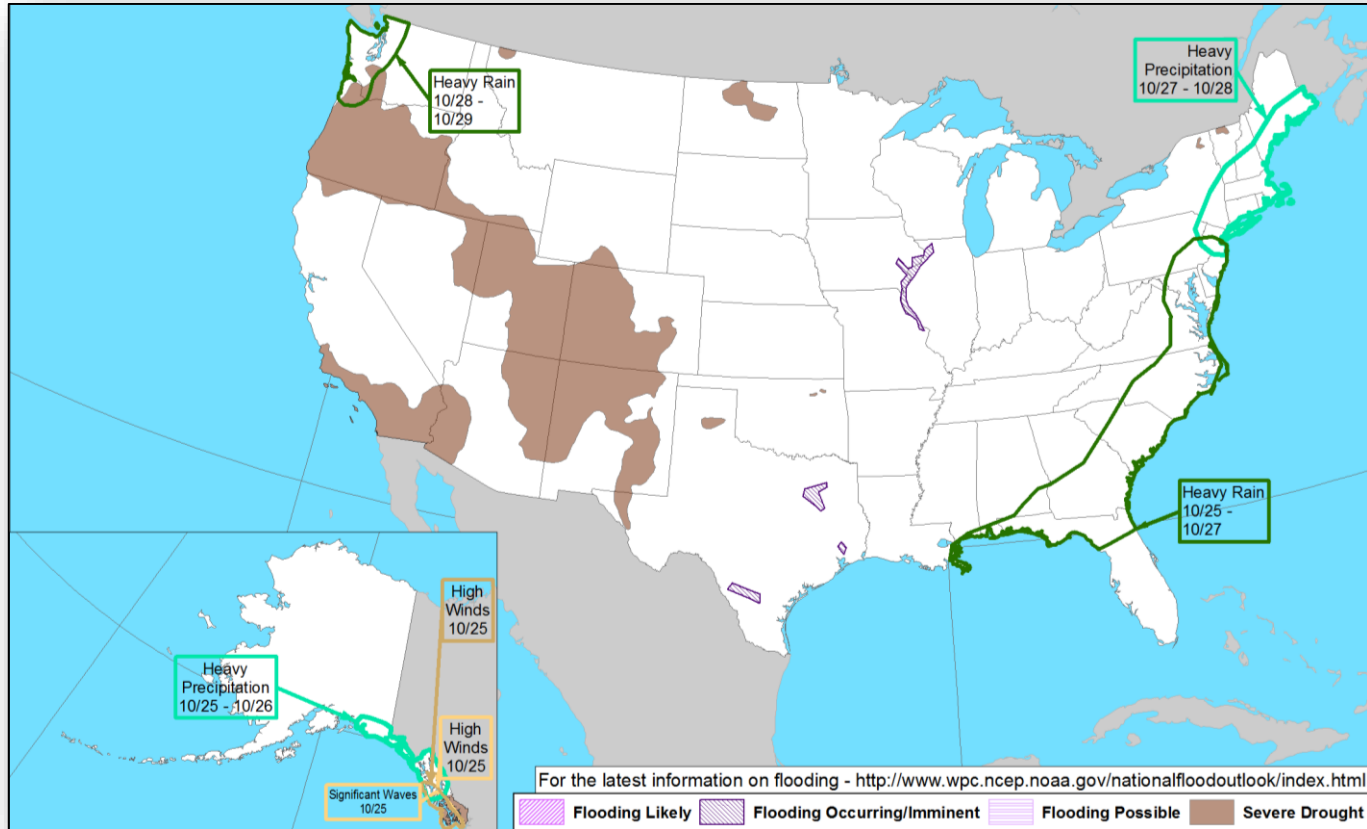 Heavy Rain
10/28 -
10/29
Heavy
Precipitation
10/27 - 10/28
Heavy Rain
10/25 -
10/27
High
Winds
10/25
Heavy
Precipitation
10/25 - 10/26
High
Winds
10/25
Significant Waves
10/25
For the latest information on flooding - http://www.wpc.ncep.noaa.gov/nationalfloodoutlook/index.html
Flooding Likely
Flooding Occurring/Imminent
Flooding Possible
Severe Drought